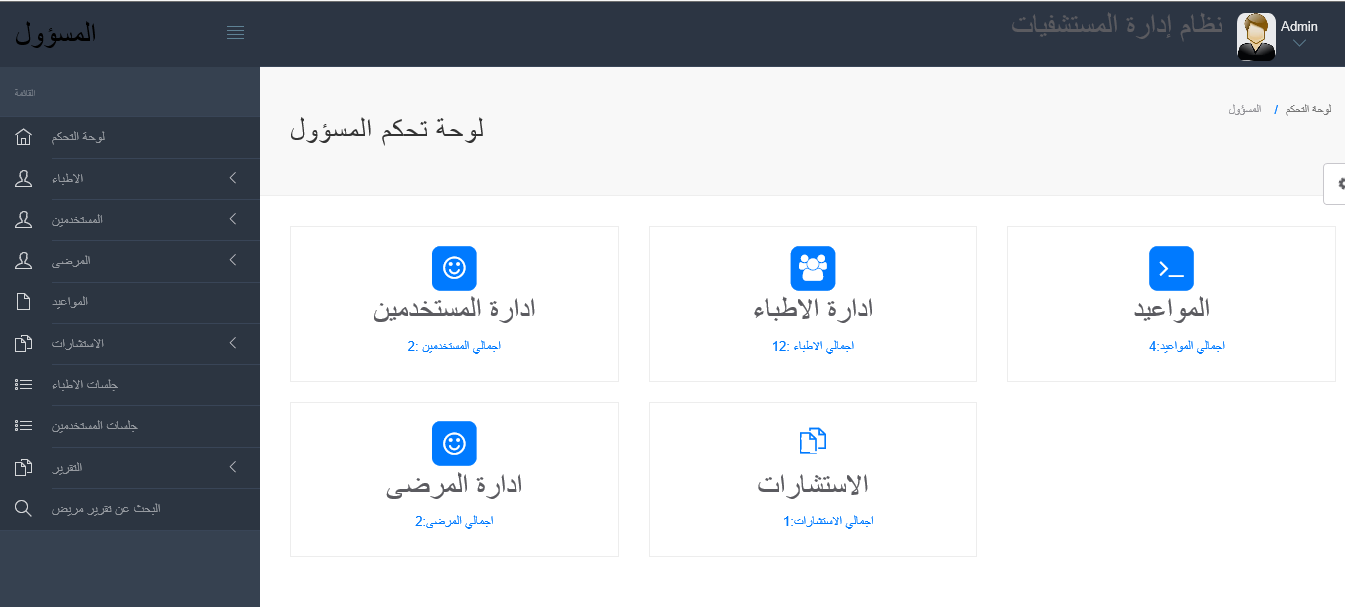 المسؤول
نظام إدارة المستشفيات
Admin
القائمة
لوحة التحكم
الاطباء
المستخدمين
المرضى
المواعيد
الاستشارات
جلسات الاطباء
جلسات المستخدمين
التقرير
البحث عن تقرير مريض
لوحة تحكم المسؤول
لوحة التحكم / المسؤول
ادارة المستخدمين
اجمالي المستخدمين :2
ادارة الاطباء
اجمالي الاطباء :12
المواعيد
اجمالي المواعيد:4
ادارة المرضى
اجمالي المرضى:2
الاستشارات
اجمالي الاستشارات:1